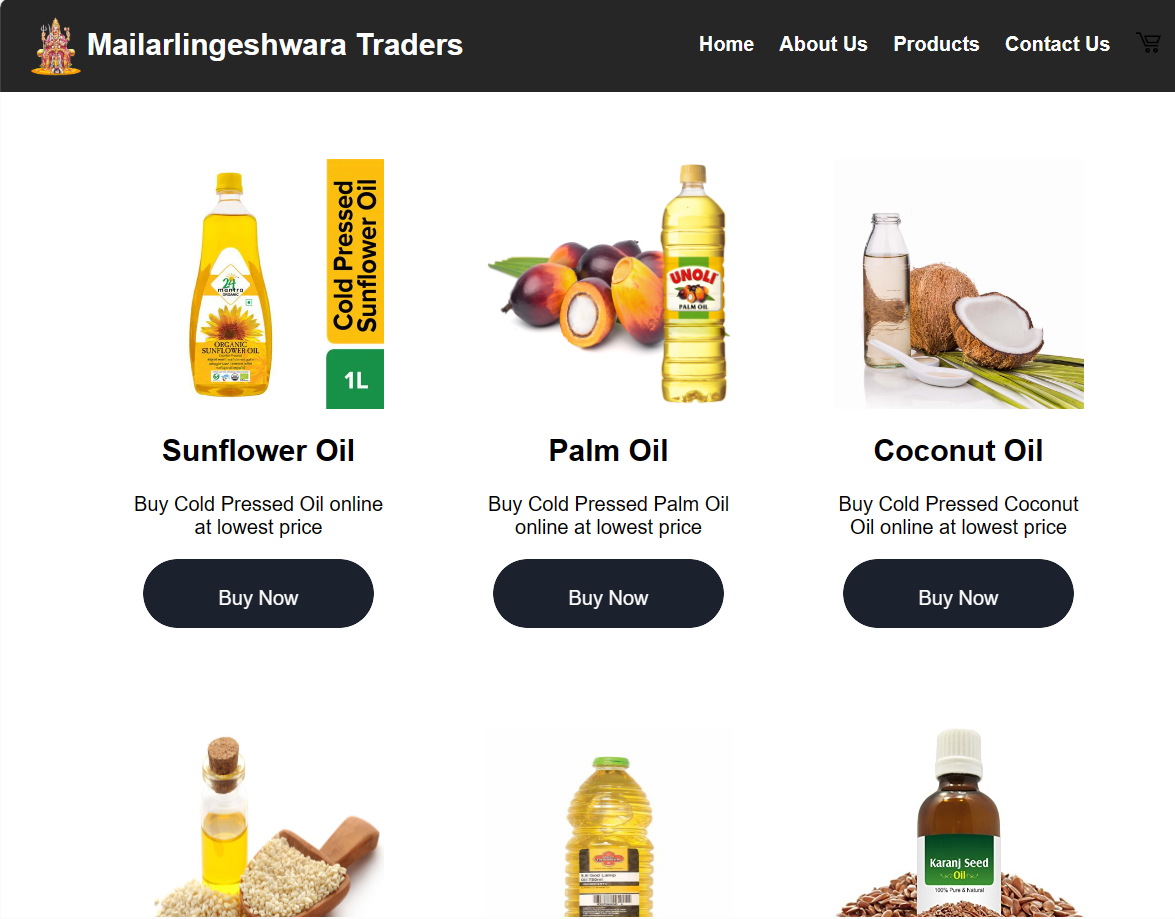 Mailarlingeshwara Traders
Home
About Us
Products
Contact Us
24
mantra
ORGANIC
ORGANIC
SUNFLOWER OIL
Cold Pressed
Sunflower Oil
1L
UNOLI
PALM OIL
Sunflower Oil
Palm Oil
Coconut Oil
Buy Cold Pressed Oil online
at lowest price
Buy Cold Pressed Palm Oil
online at lowest price
Buy Cold Pressed Coconut
Oil online at lowest price
Buy Now
Buy Now
Buy Now
Karanj Seed
Oil
100% Pure & Natural